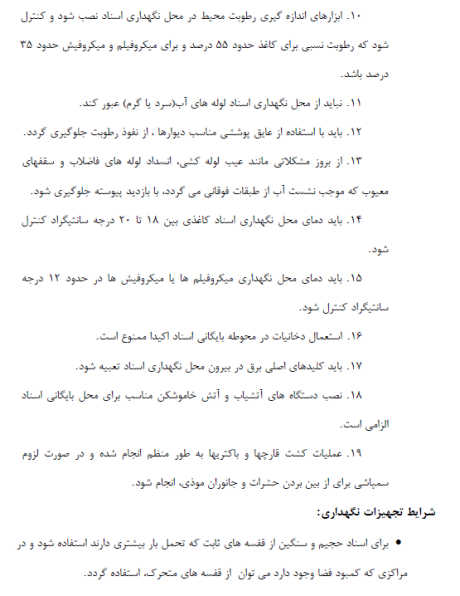 ۱۰. ابزارهای اندازه گیری رطوبت محیط در محل نگهداری اسناد نصب شود و کنترل
شود که رطوبت نسبی برای کاغذ حدود ۵۵ درصد و برای میکروفیلم و میکروفیش حدود ۳۵
درصد باشد.
۱۱. نباید از محل نگهداری اسناد لوله های آب(سرد یا گرم) عبور کند.
۱۲. باید با استفاده از عایق پوششی مناسب دیوارها ، از نفوذ رطوبت جلوگیری گردد.
۱۳. از بروز مشکلاتی مانند عیب لوله کشی، انسداد لوله های فاضلاب و سقفهای
معیوب که موجب نشست آب از طبقات فوقانی می گردد، با بازدید پیوسته جلوگیری شود.
۱۴. باید دمای محل نگهداری اسناد کاغذی بین ۱۸ تا ۲۰ درجه سانتیگراد کنترل
شود.
۱۵. باید دمای محل نگهداری میکروفیلم ها یا میکروفیش ها در حدود ۱۲ درجه
سانتیگراد کنترل شود.
۱۶. استعمال دخانیات در محوطه بایگانی اسناد اکیدا ممنوع است.
۱۷. باید کلیدهای اصلی برق در بیرون محل نگهداری اسناد تعبیه شود.
۱۸. نصب دستگاه های آتشیاب و آتش خاموشکن مناسب برای محل بایگانی اسناد
الزامی است.
۱۹. عملیات کشت قارچها و باکتریها به طور منظم انجام شده و در صورت لزوم
سمپاشی برای از بین بردن حشرات و جانوران موذی، انجام شود.
شرایط تجهیزات نگهداری:
• برای اسناد حجیم و سنگین از قفسه های ثابت که تحمل بار بیشتری دارند استفاده شود و در
مراکزی که کمبود فضا وجود دارد می توان از قفسه های متحرک، استفاده گردد.